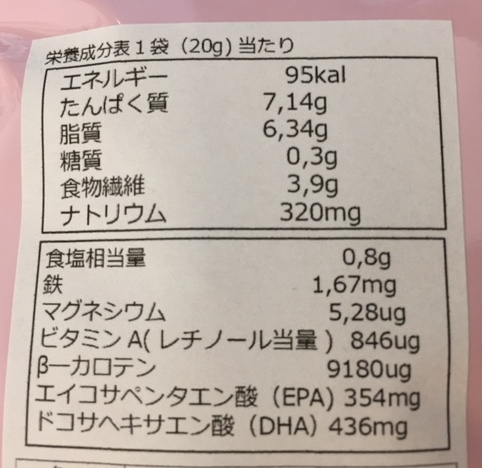 栄養成分表1袋（20g)当たり
エネルギー 95kal
たんぱく質 7,14g
脂質 6,34g
糖質 0,3g
食物繊維 3,9g
ナトリウム 320mg
食塩相当量 0,8g
鉄 1,67mg
マグネシウム 5,28ug
ビタミンA(レチノール当量) 846ug
β一カロテン 9180ug
エイコサペンタエン酸（EPA) 354mg
ドコサヘキサエン酸（DHA) 436mg